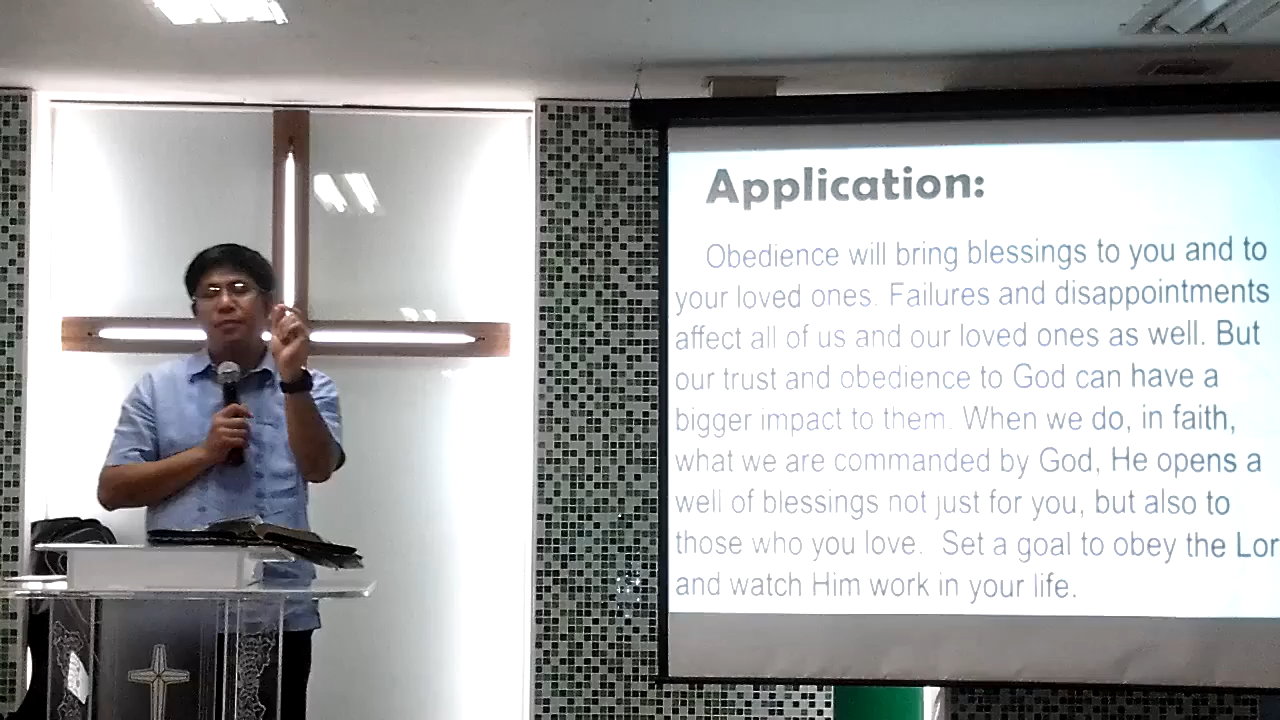 Application:
Obedience will bring blessings to you and to
your loved ones. Failures and disappointments
affect all of us and our loved ones as well. But
our trust and obedience to God can have a
bigger impact to them. When we do, in faith,
what we are commanded by God, He opens a
well of blessings not just for you, but also to
those who you love. Set a goal to obey the Lor
and watch Him work in your life.